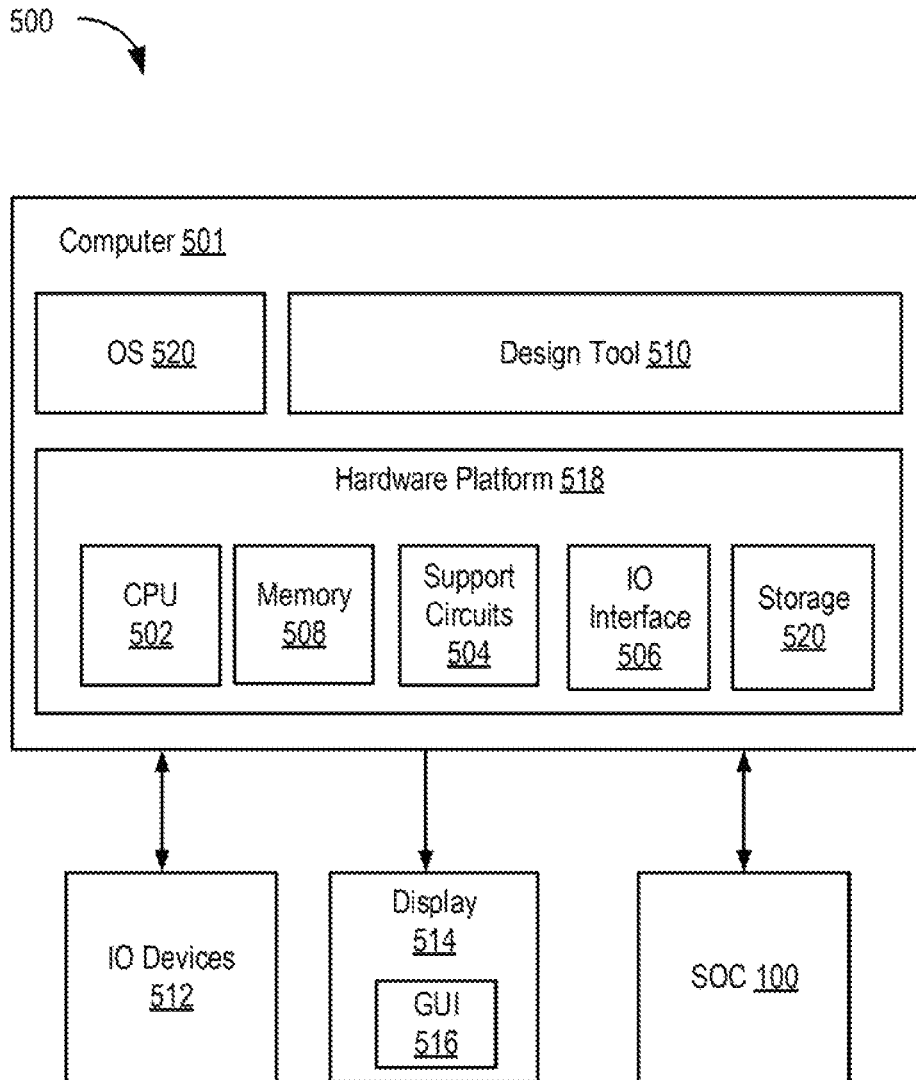 500
Computer 501
OS 520
Design Tool 510
Hardware Platform 518
CPU
502
Memory
508
Support
Circuits
504
IO
Interface
506
Storage
520
IO Devices
512
Display
514
GUI
516
SOC 100